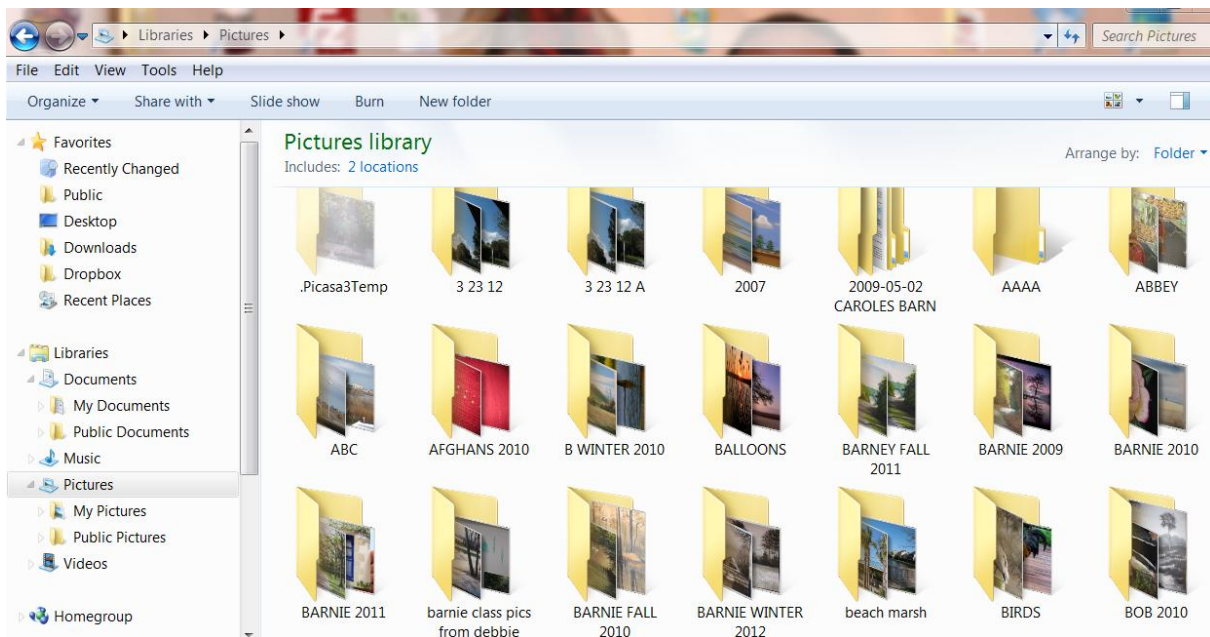 Libraries Pictures
Search Pictures
File Edit View Tools Help
Organize Share with Slide show Burn New folder
Favorites
Recently Changed
Public
Desktop
Downloads
Dropbox
Recent Places
Libraries
Documents
My Documents
Public Documents
Music
Pictures
My Pictures
Public Pictures
Videos
Homegroup
Pictures library
Includes: 2 locations
Arrange by: Folder
.Picasa3Temp
3 23 12
3 23 12 A
2007
2009-05-02
CAROLES BARN
AAAA
ABBEY
ABC
AFGHANS 2010
B WINTER 2010
BALLOONS
BARNEY FALL
2011
BARNIE 2009
BARNIE 2010
BARNIE 2011
barnie class pics
from debbie
BARNIE FALL
2010
BARNIE WINTER
2012
beach marsh
BIRDS
BOB 2010